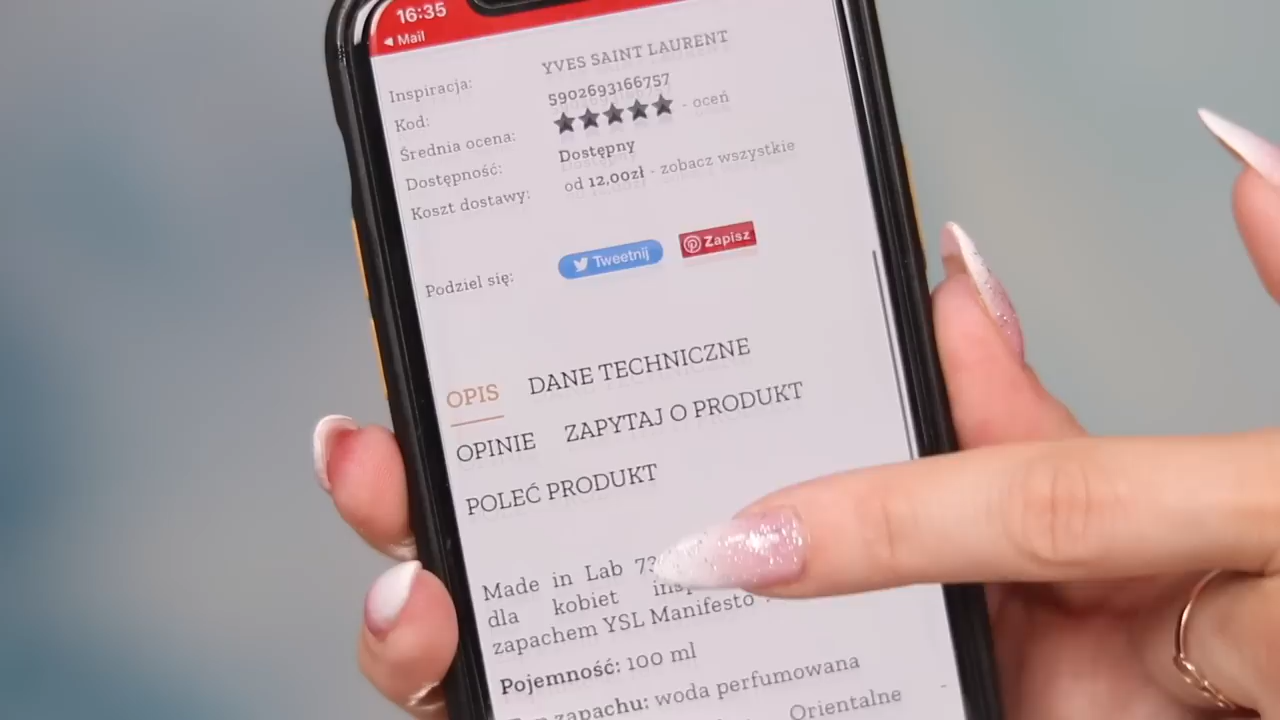 16:35
◀ Mail
Inspiracja: YVES SAINT LAURENT
Kod: 5902693166757
Średnia ocena: ★★★★★ - oceń
Dostępność: Dostępny
Koszt dostawy: od 12,00zł - zobacz wszystkie
Podziel się: Tweetnij Zapisz
OPIS DANE TECHNICZNE
OPINIE ZAPYTAJ O PRODUKT
POLEĆ PRODUKT
Made in Lab 73
dla kobiet
zapachem YSL Manifesto
Pojemność: 100 ml
zapachu: woda perfumowana
Orientalne -